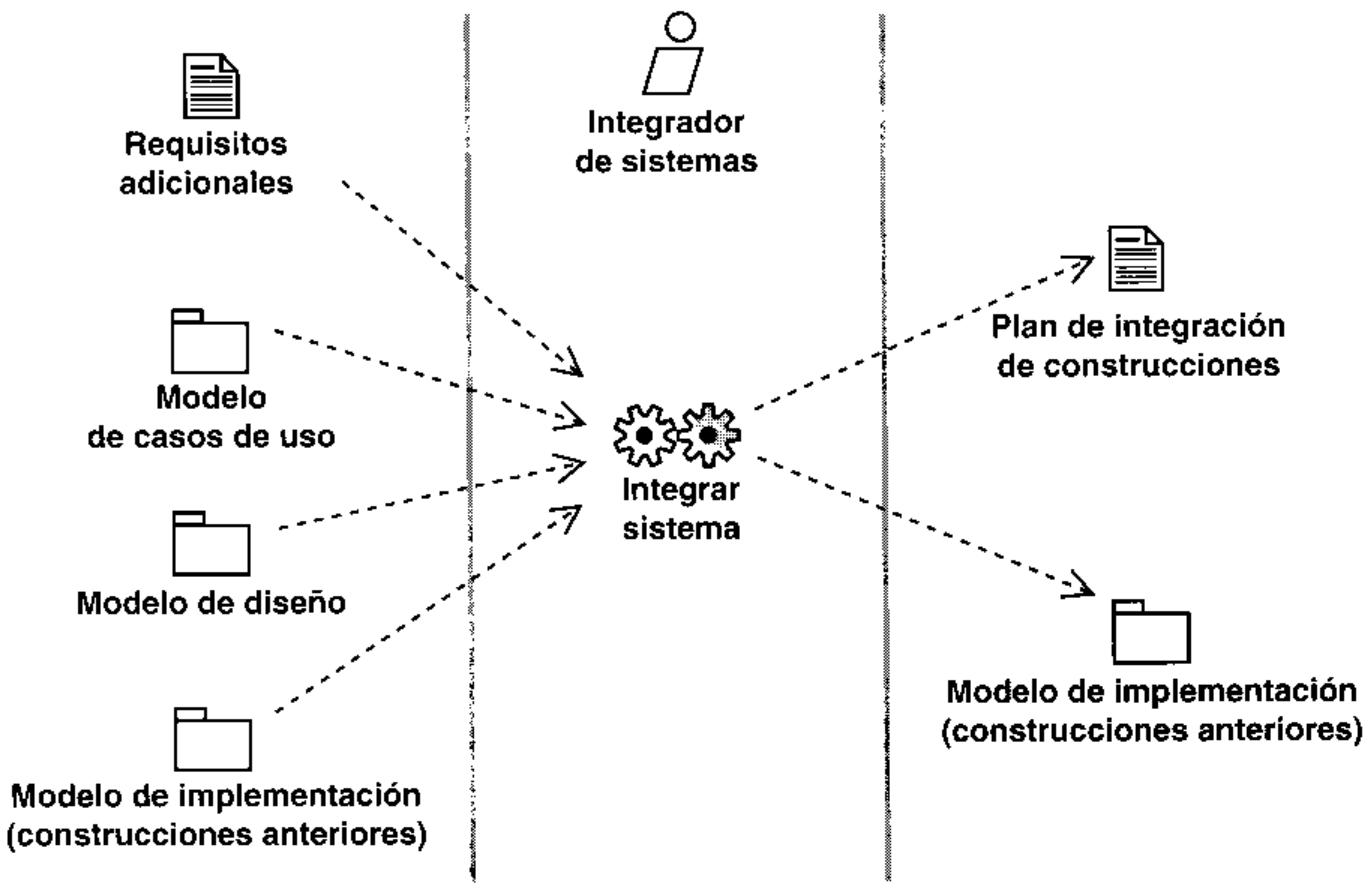 Requisitos
adicionales
Modelo
de casos de uso
Modelo de diseño
Modelo de implementación
(construcciones anteriores)
Integrador
de sistemas
Integrar
sistema
Plan de integración
de construcciones
Modelo de implementación
(construcciones anteriores)